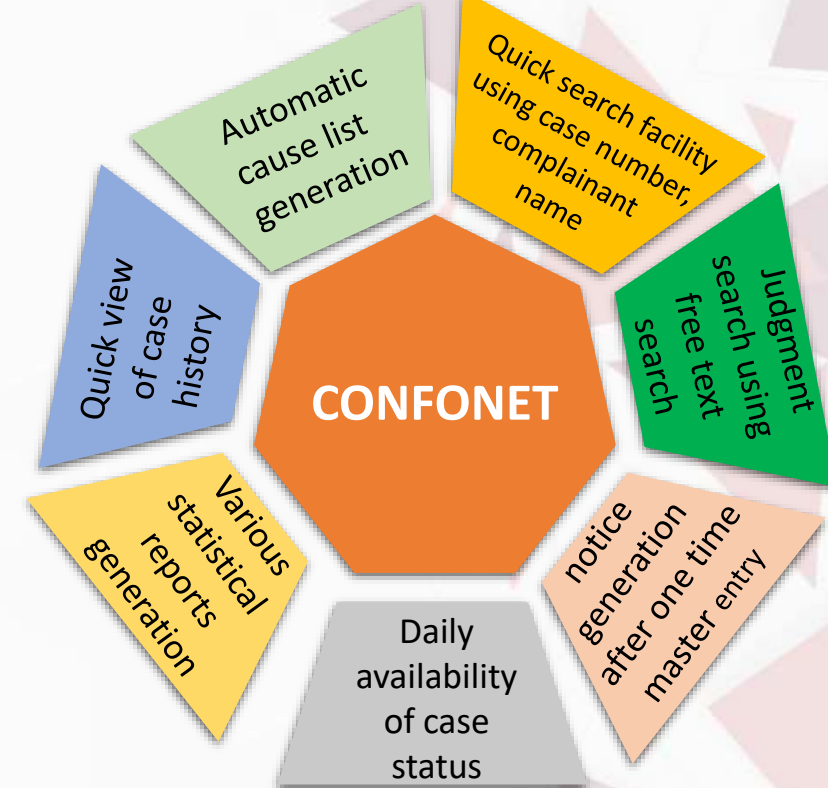 Automatic
cause list
generation
Quick search facility
using case number,
complainant
name
Judgment
search using
free text
search
notice
generation
after one time
master entry
Daily
availability
of case
status
Various
statistical
reports
generation
Quick view
of case
history
CONFONET